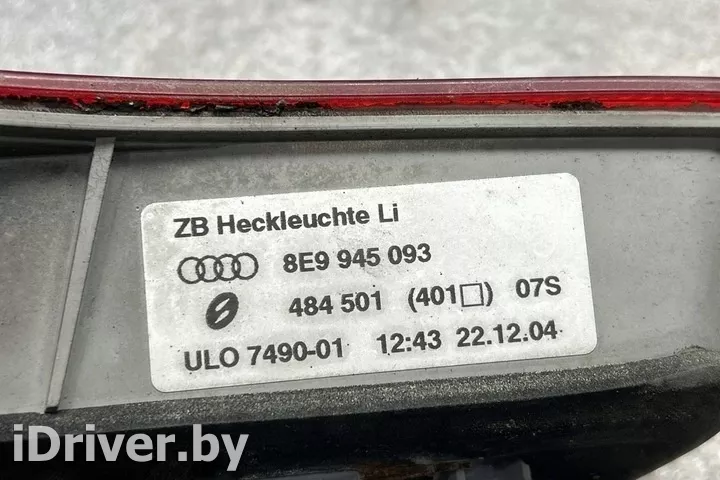 ZB Heckleuchte Li
8E9 945 093
484 501 (401□) 07S
ULO 7490-01 12:43 22.12.04
iDriver.by